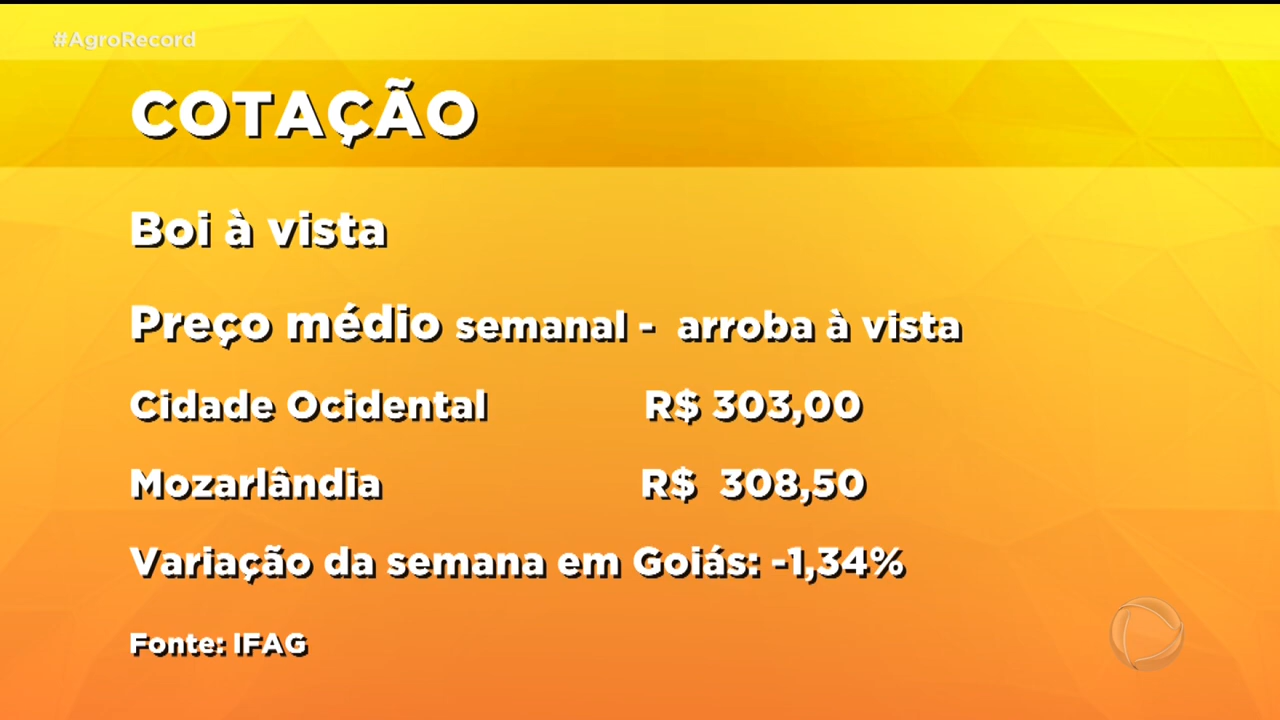 #AgroRecord
COTAÇÃO
Boi à vista
Preço médio semanal - arroba à vista
Cidade Ocidental R$ 303,00
Mozarlândia R$ 308,50
Variação da semana em Goiás: -1,34%
Fonte: IFAG